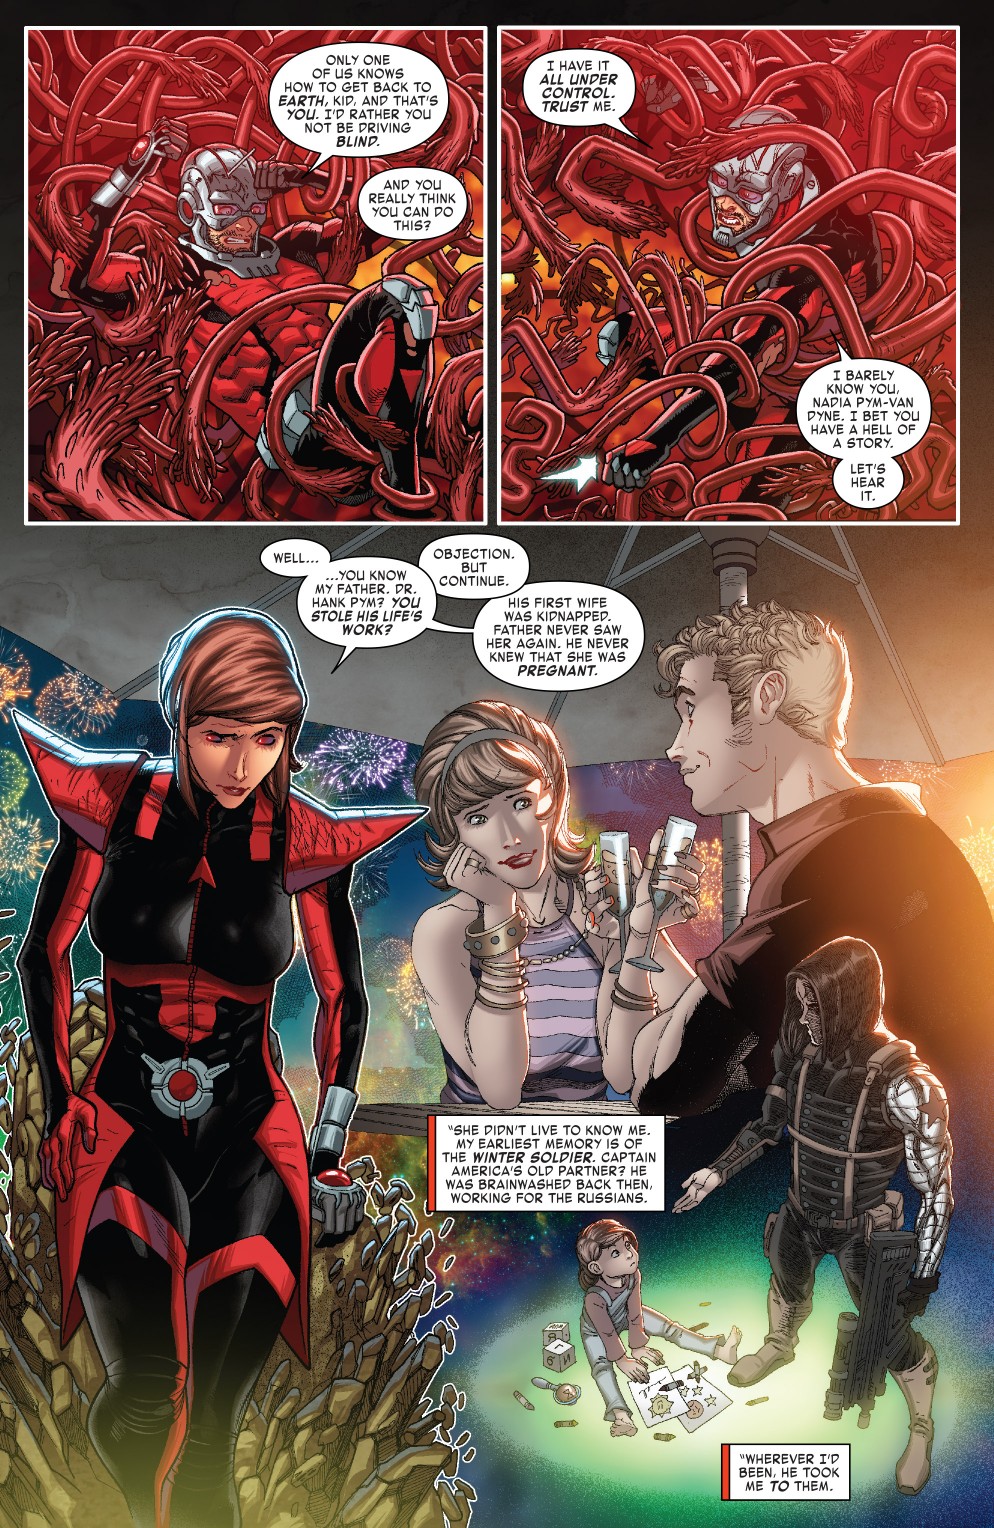 ONLY ONE
OF US KNOWS
HOW TO GET BACK TO
EARTH, KID, AND THAT'S
YOU. I'D RATHER YOU
NOT BE DRIVING
BLIND.
AND YOU
REALLY THINK
YOU CAN DO
THIS?
I HAVE IT
ALL UNDER
CONTROL.
TRUST ME.
I BARELY
KNOW YOU,
NADIA PYM-VAN
DYNE. I BET YOU
HAVE A HELL OF
A STORY.
LET'S
HEAR
IT.
WELL...
...YOU KNOW
MY FATHER. DR.
HANK PYM? YOU
STOLE HIS LIFE'S
WORK?
OBJECTION.
BUT
CONTINUE.
HIS FIRST WIFE
WAS KIDNAPPED.
FATHER NEVER SAW
HER AGAIN. HE NEVER
KNEW THAT SHE WAS
PREGNANT.
"SHE DIDN'T LIVE TO KNOW ME.
MY EARLIEST MEMORY IS OF
THE WINTER SOLDIER. CAPTAIN
AMERICA'S OLD PARTNER? HE
WAS BRAINWASHED BACK THEN,
WORKING FOR THE RUSSIANS.
"WHEREVER I'D
BEEN, HE TOOK
ME TO THEM.